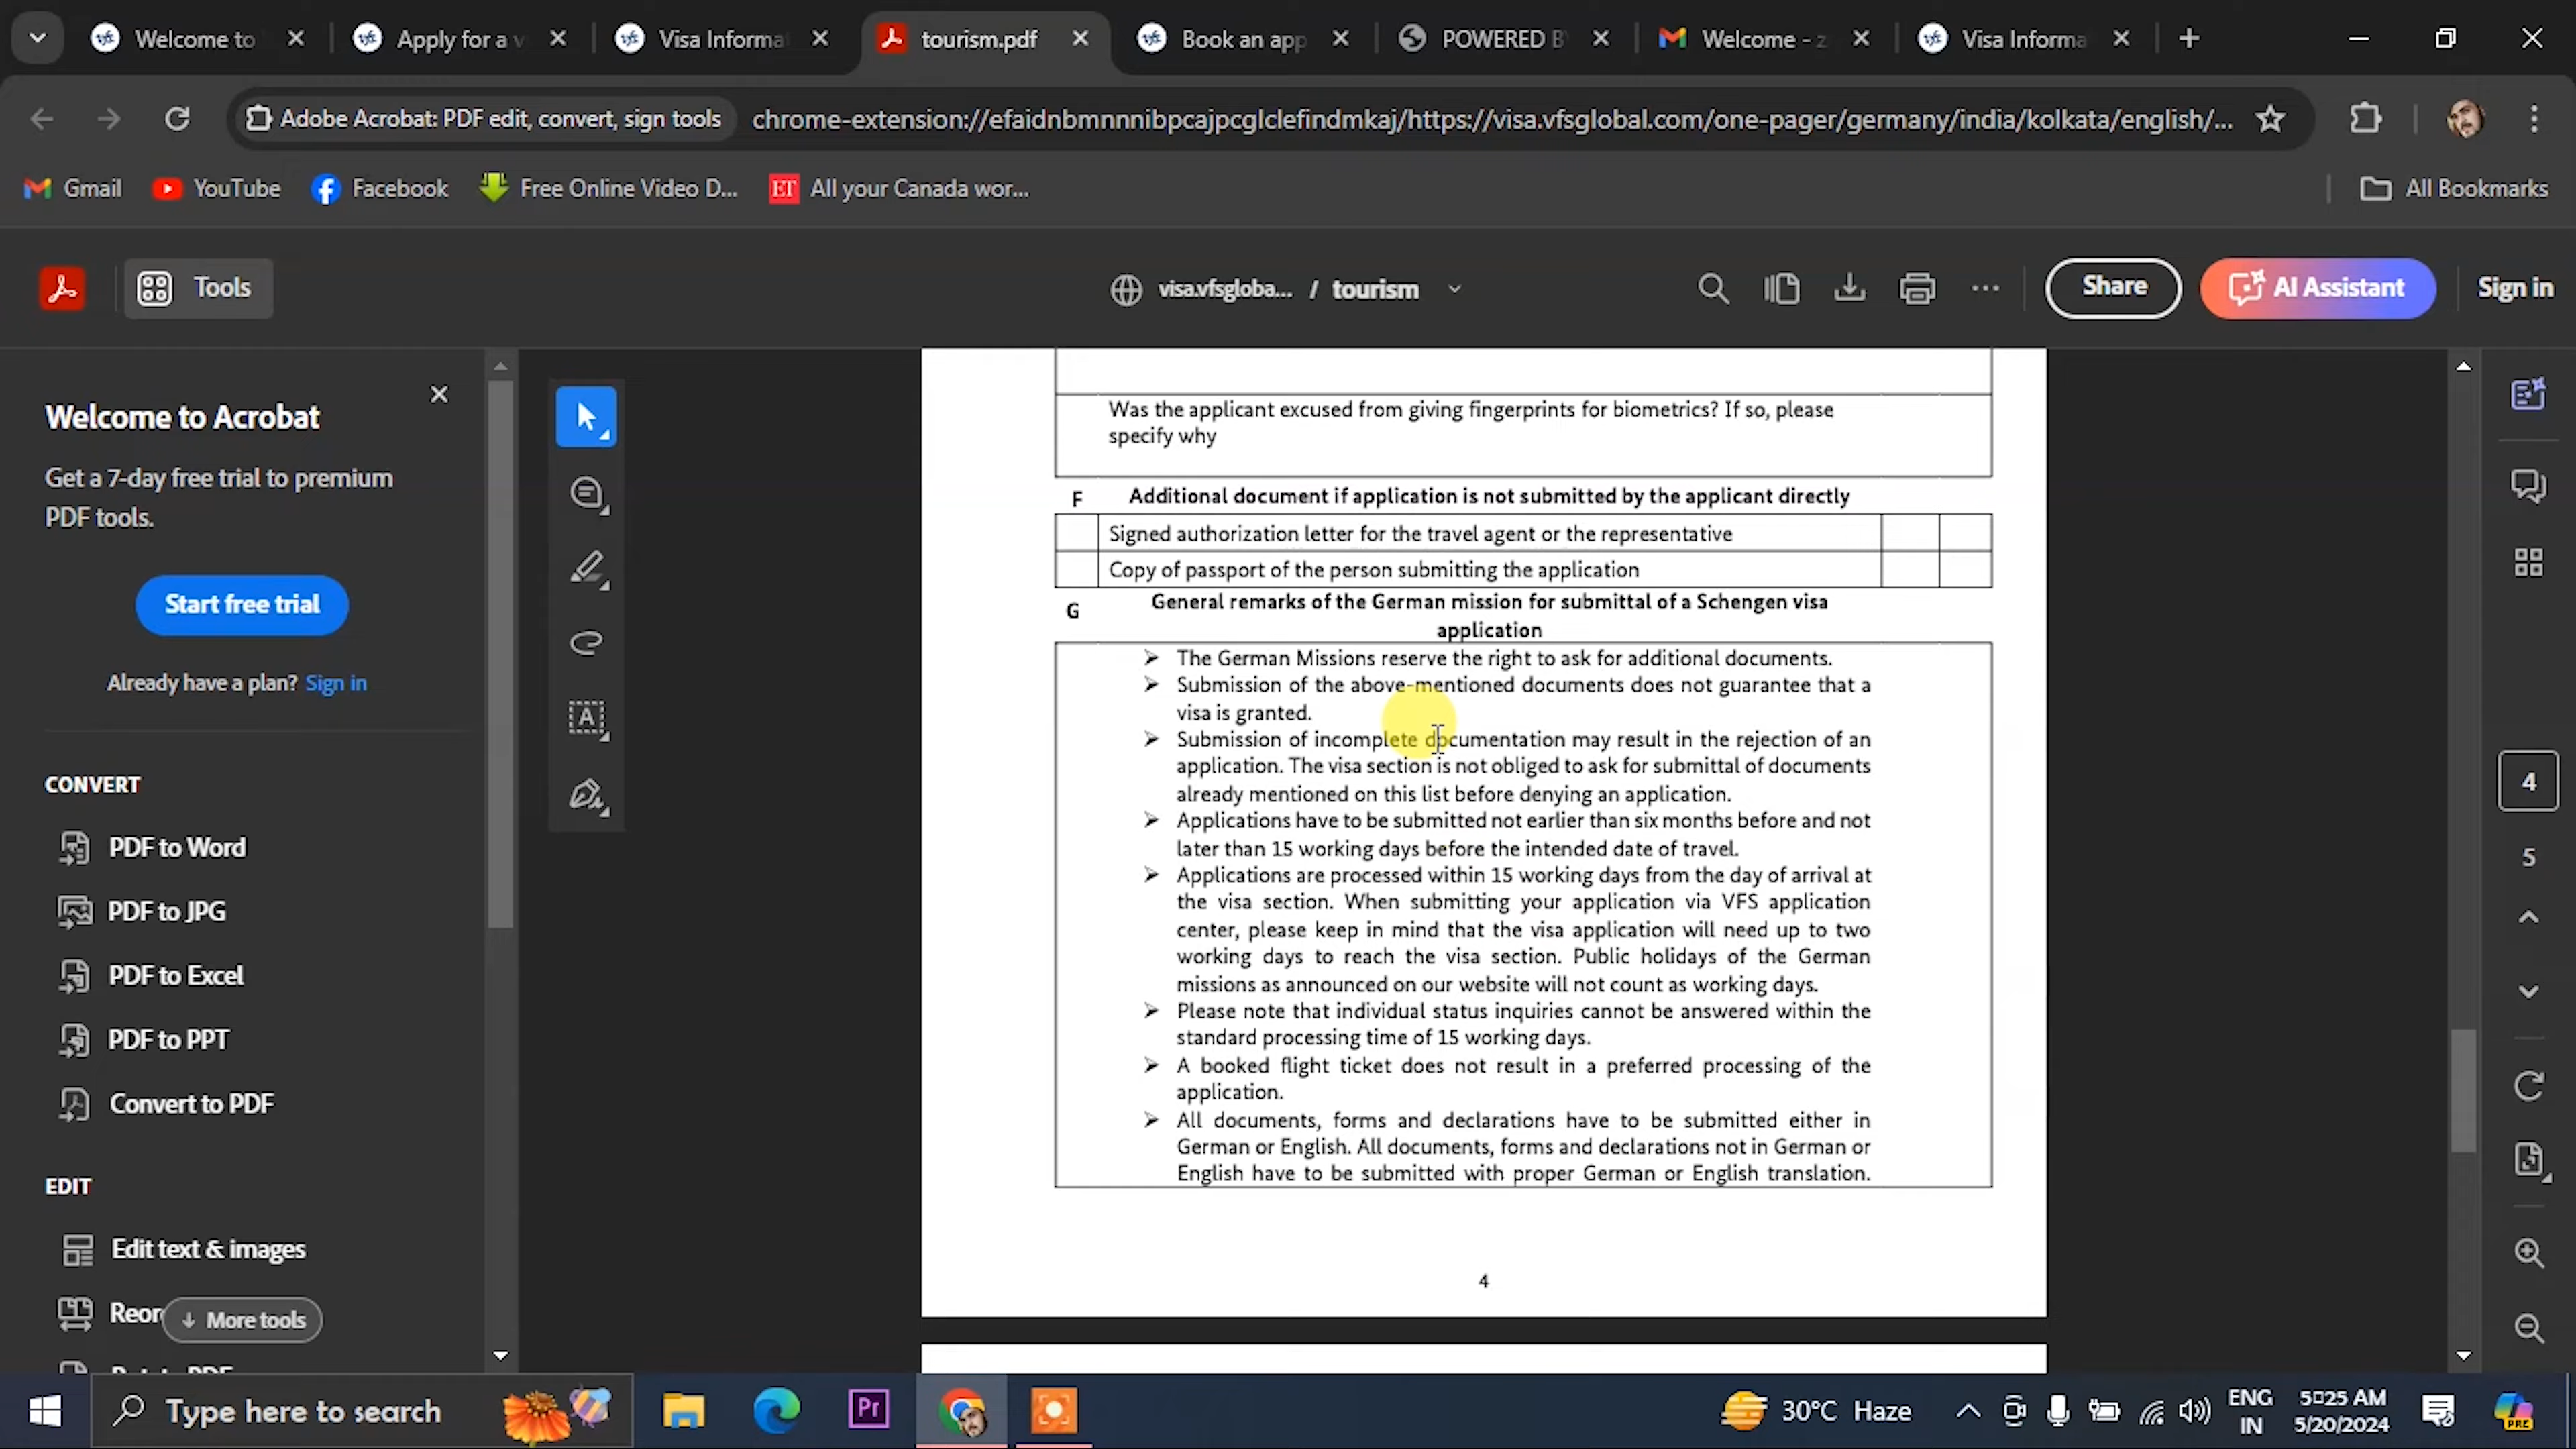 Welcome to
Apply for a v
Visa Informa
tourism.pdf
Book an app
POWERED B
Welcome - z
Visa Informa
Adobe Acrobat: PDF edit, convert, sign tools
chrome-extension://efaidnbmnnnibpcajpcglclefindmkaj/https://visa.vfsglobal.com/one-pager/germany/india/kolkata/english/...
Gmail
YouTube
Facebook
Free Online Video D...
ET All your Canada wor...
All Bookmarks
Tools
visa.vfsgloba... / tourism
Share
AI Assistant
Sign in
Welcome to Acrobat
Get a 7-day free trial to premium
PDF tools.
Start free trial
Already have a plan? Sign in
CONVERT
PDF to Word
PDF to JPG
PDF to Excel
PDF to PPT
Convert to PDF
EDIT
Edit text & images
Reor
More tools
Was the applicant excused from giving fingerprints for biometrics? If so, please
specify why
F Additional document if application is not submitted by the applicant directly
Signed authorization letter for the travel agent or the representative
Copy of passport of the person submitting the application
G General remarks of the German mission for submittal of a Schengen visa
application
➢ The German Missions reserve the right to ask for additional documents.
➢ Submission of the above-mentioned documents does not guarantee that a
visa is granted.
➢ Submission of incomplete documentation may result in the rejection of an
application. The visa section is not obliged to ask for submittal of documents
already mentioned on this list before denying an application.
➢ Applications have to be submitted not earlier than six months before and not
later than 15 working days before the intended date of travel.
➢ Applications are processed within 15 working days from the day of arrival at
the visa section. When submitting your application via VFS application
center, please keep in mind that the visa application will need up to two
working days to reach the visa section. Public holidays of the German
missions as announced on our website will not count as working days.
➢ Please note that individual status inquiries cannot be answered within the
standard processing time of 15 working days.
➢ A booked flight ticket does not result in a preferred processing of the
application.
➢ All documents, forms and declarations have to be submitted either in
German or English. All documents, forms and declarations not in German or
English have to be submitted with proper German or English translation.
4
4
5
Type here to search
Pr
30°C Haze
ENG
IN
5:25 AM
5/20/2024
PRE